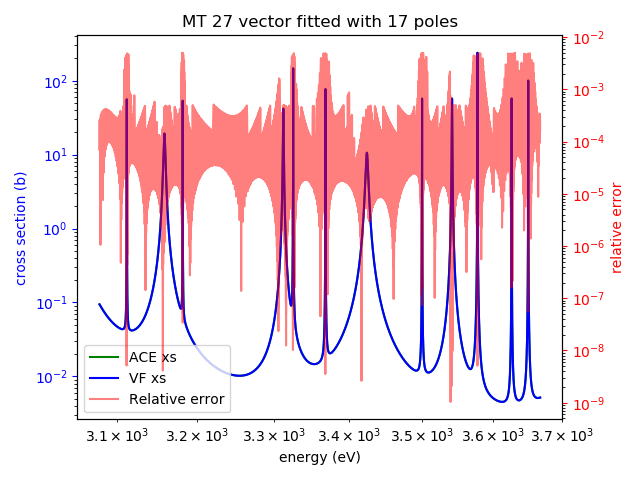 MT 27 vector fitted with 17 poles
cross section (b)
10²
10¹
10⁰
10⁻¹
10⁻²
10⁻²
10⁻³
10⁻⁴
10⁻⁵
10⁻⁶
10⁻⁷
10⁻⁸
10⁻⁹
relative error
ACE xs
VF xs
Relative error
3.1 × 10³ 3.2 × 10³ 3.3 × 10³ 3.4 × 10³ 3.5 × 10³ 3.6 × 10³ 3.7 × 10³
energy (eV)